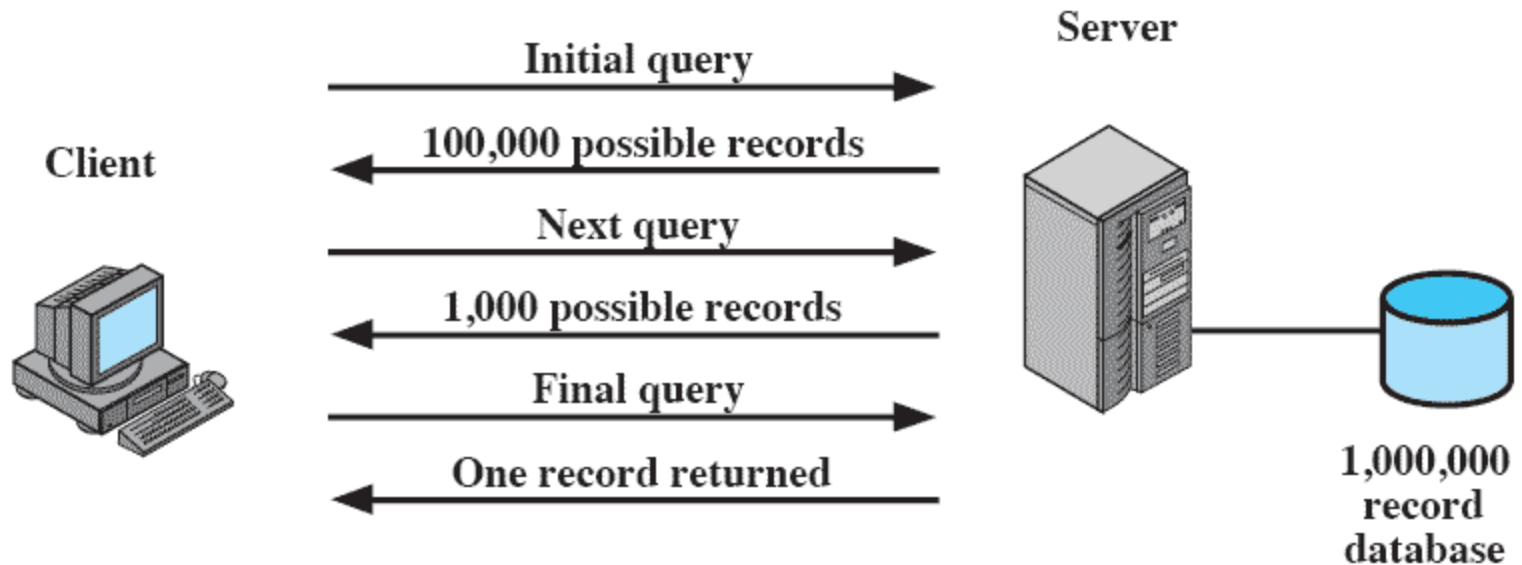 Server
Initial query
100,000 possible records
Client
Next query
1,000 possible records
Final query
One record returned
1,000,000
record
database